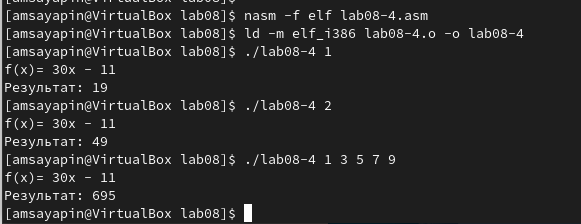 [amsayapin@VirtualBox lab08]$ nasm -f elf lab08-4.asm
[amsayapin@VirtualBox lab08]$ ld -m elf_i386 lab08-4.o -o lab08-4
[amsayapin@VirtualBox lab08]$ ./lab08-4 1
f(x)= 30x - 11
Результат: 19
[amsayapin@VirtualBox lab08]$ ./lab08-4 2
f(x)= 30x - 11
Результат: 49
[amsayapin@VirtualBox lab08]$ ./lab08-4 1 3 5 7 9
f(x)= 30x - 11
Результат: 695
[amsayapin@VirtualBox lab08]$